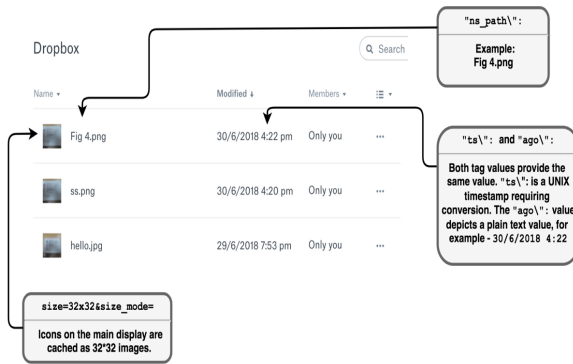 "ns_path\":
Example:
Fig 4.png
Dropbox
Search
Name
Modified
Members
Fig 4.png
30/6/2018 4:22 pm
Only you
ss.png
30/6/2018 4:20 pm
Only you
hello.jpg
29/6/2018 7:53 pm
Only you
"ts\": and "ago\":
Both tag values provide the
same value. "ts\": is a UNIX
timestamp requiring
conversion. The "ago\": value
depicts a plain text value, for
example - 30/6/2018 4:22
size=32x32&size_mode=
Icons on the main display are
cached as 32*32 images.